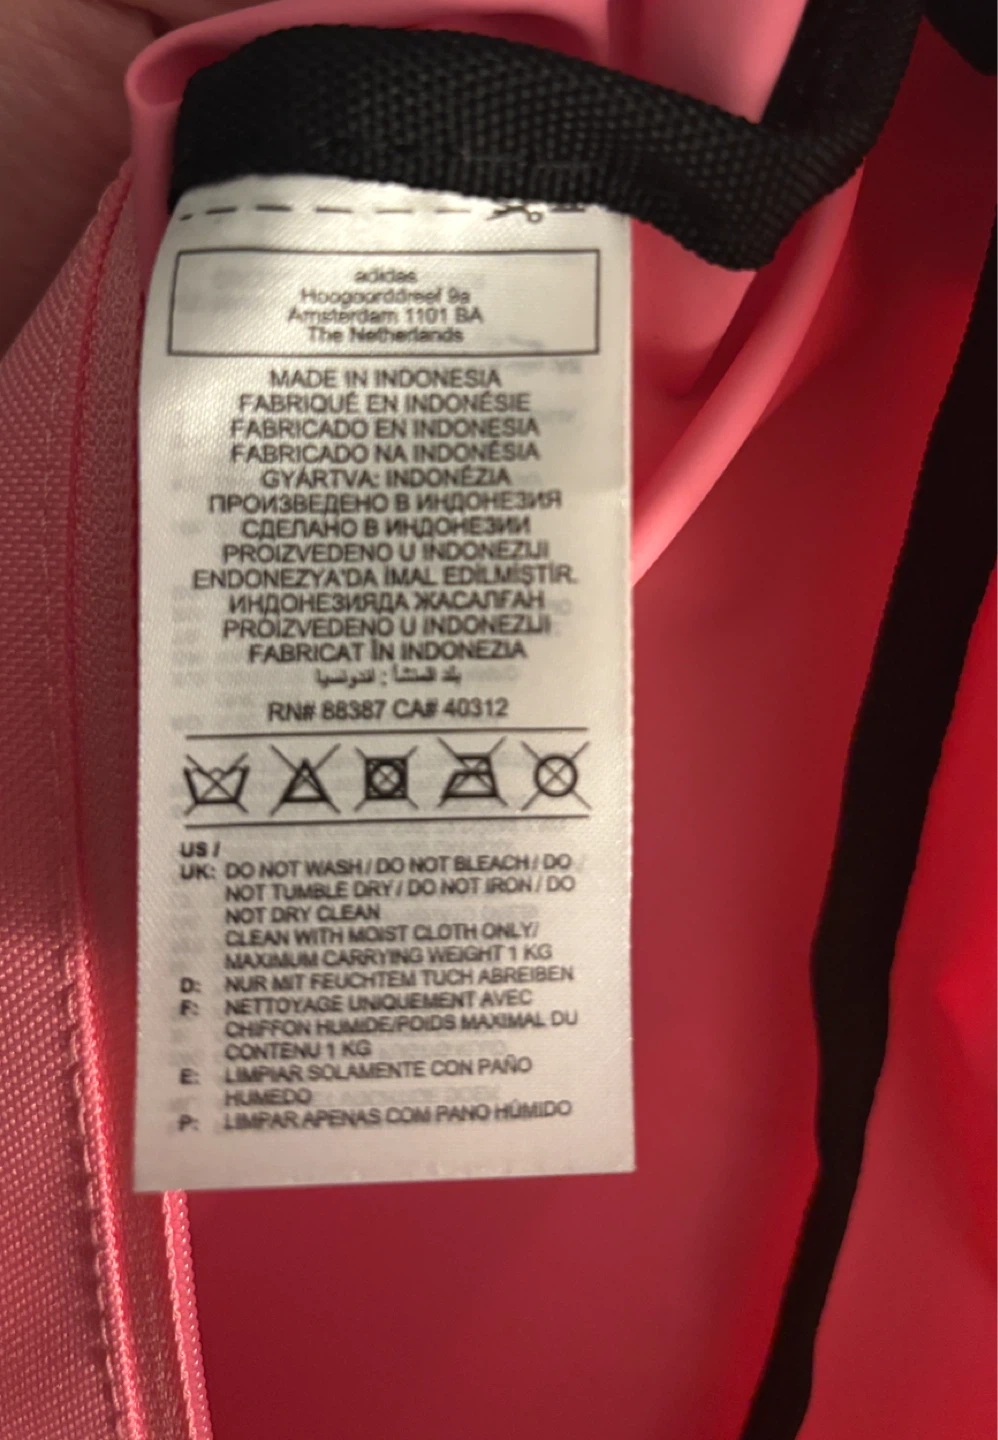 adidas
Hoogoorddreef 9a
Amsterdam 1101 BA
The Netherlands
MADE IN INDONESIA
FABRIQUÉ EN INDONÉSIE
FABRICADO EN INDONESIA
FABRICADO NA INDONÉSIA
GYÁRTVA: INDONÉZIA
ПРОИЗВЕДЕНО В ИНДОНЕЗИЯ
СДЕЛАНО В ИНДОНЕЗИИ
PROIZVEDENO U INDONEZIJI
ENDONEZYA'DA İMAL EDİLMİŞTİR.
ИНДОНЕЗИЯДА ЖАСАЛҒАН
PROIZVEDENO U INDONEZIJI
FABRICAT ÎN INDONEZIA
بلد المنشأ : اندونسيا
RN# 88387 CA# 40312
US /
UK: DO NOT WASH / DO NOT BLEACH / DO
NOT TUMBLE DRY / DO NOT IRON / DO
NOT DRY CLEAN
CLEAN WITH MOIST CLOTH ONLY/
MAXIMUM CARRYING WEIGHT 1 KG
D: NUR MIT FEUCHTEM TUCH ABREIBEN
F: NETTOYAGE UNIQUEMENT AVEC
CHIFFON HUMIDE/POIDS MAXIMAL DU
CONTENU 1 KG
E: LIMPIAR SOLAMENTE CON PAÑO
HUMEDO
P: LIMPAR APENAS COM PANO HÚMIDO